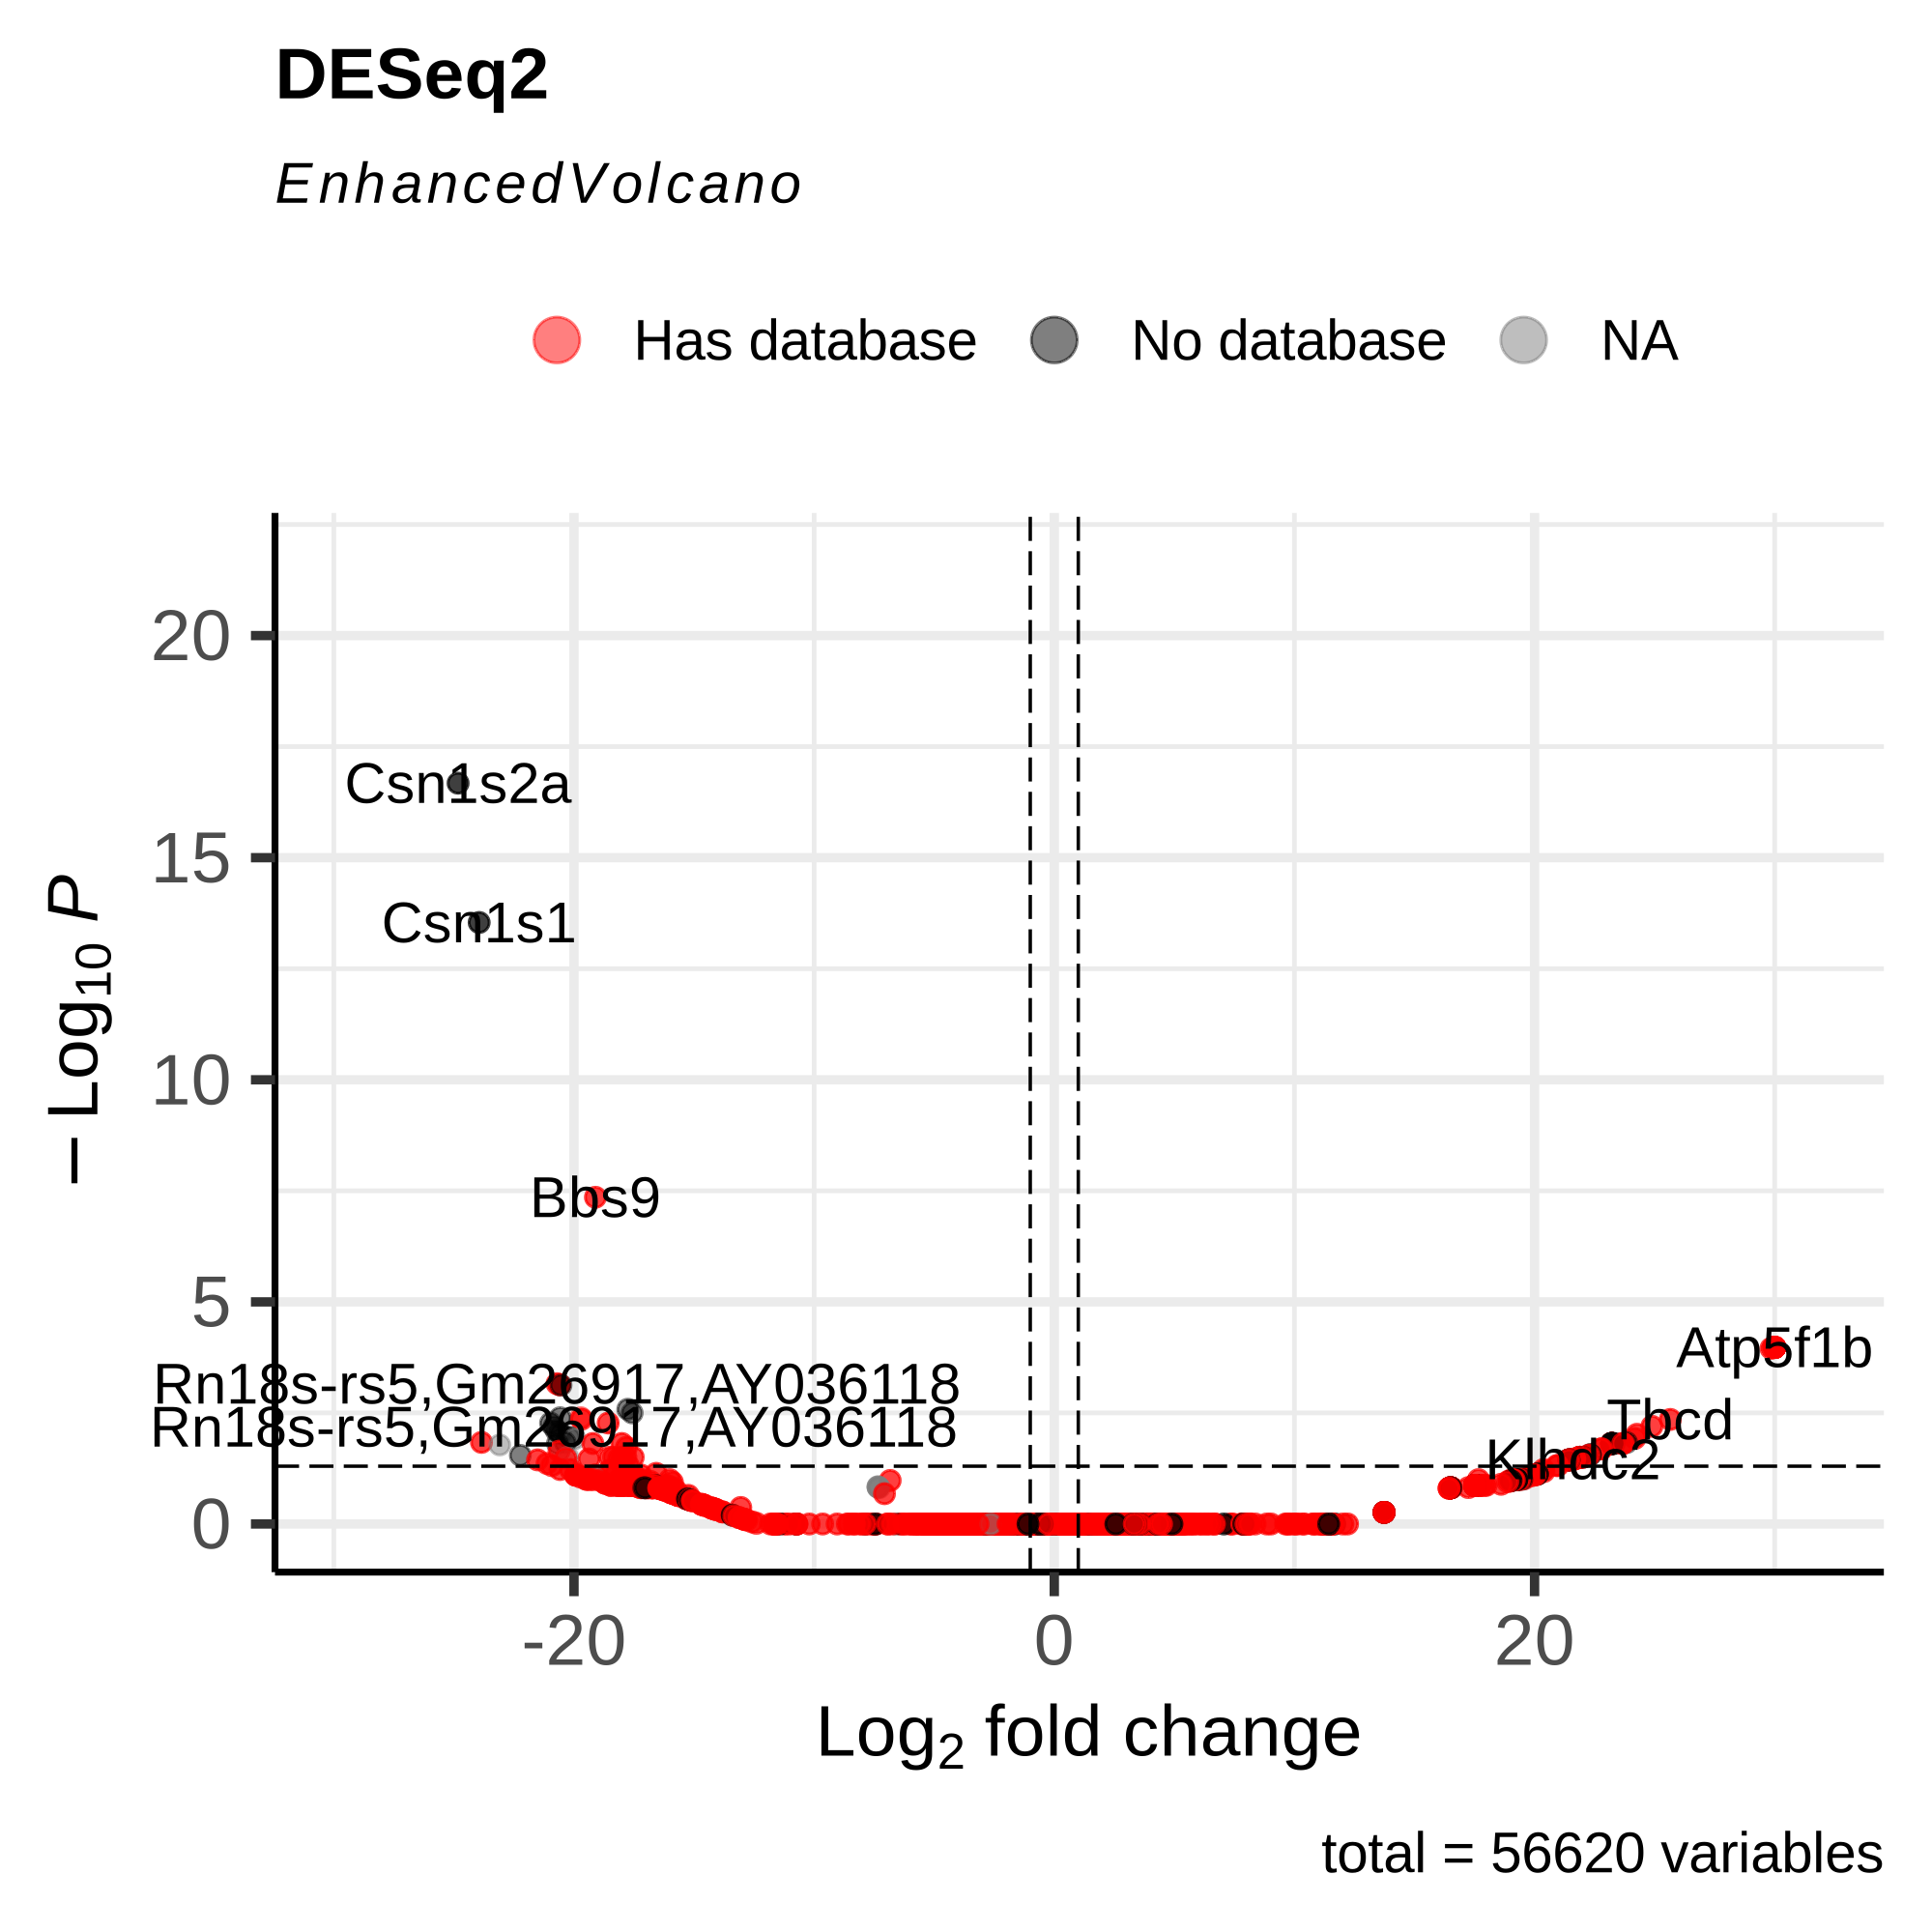 DESeq2
EnhancedVolcano
Has database No database NA
20
15
10
5
0
− Log10 P
Csn1s2a
Csn1s1
Bbs9
Atp5f1b
Rn18s-rs5,Gm26917,AY036118
Tbcd
Rn18s-rs5,Gm26917,AY036118
Klhdc2
-20 0 20
Log2 fold change
total = 56620 variables